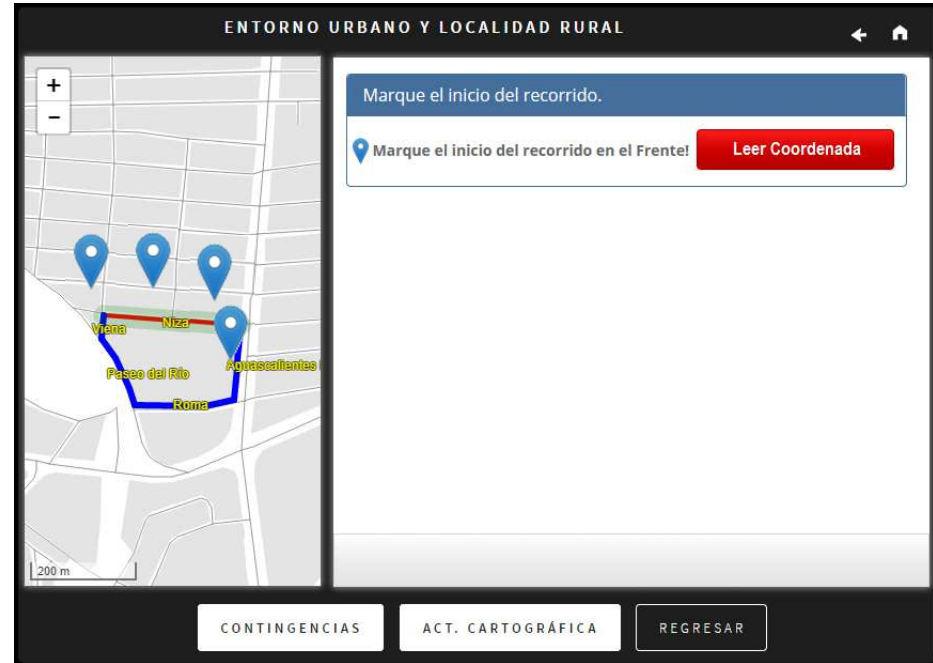 ENTORNO URBANO Y LOCALIDAD RURAL
+
−
Marque el inicio del recorrido.
Marque el inicio del recorrido en el Frente!
Leer Coordenada
Viena
Niza
Aguascalientes
Paseo del Río
Roma
200 m
CONTINGENCIAS
ACT. CARTOGRÁFICA
REGRESAR